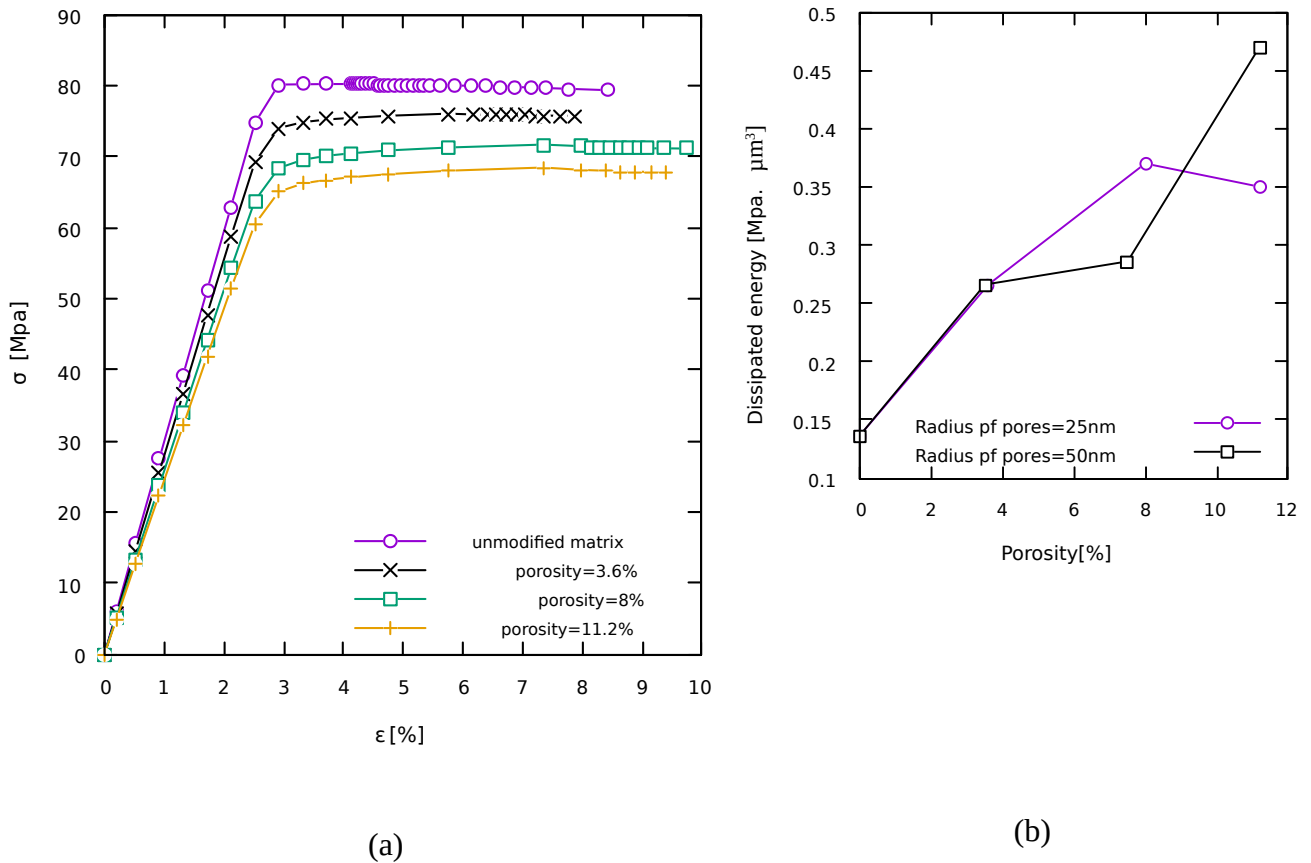 90
80
70
60
50
40
30
20
10
0
σ [Mpa]
unmodified matrix
porosity=3.6%
porosity=8%
porosity=11.2%
0 1 2 3 4 5 6 7 8 9 10
ε [%]
(a)
0.5
0.45
0.4
0.35
0.3
0.25
0.2
0.15
0.1
Dissipated energy [Mpa. μm³]
Radius pf pores=25nm
Radius pf pores=50nm
0 2 4 6 8 10 12
Porosity[%]
(b)